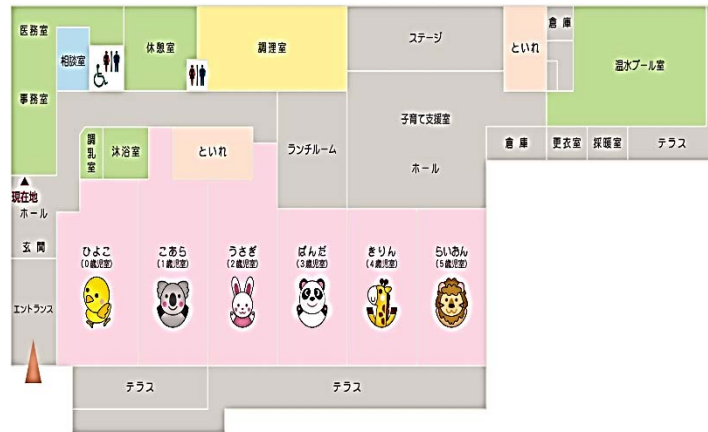 医務室
相談室
休憩室
調理室
ステージ
といれ
倉庫
温水プール室
事務室
調乳室
沐浴室
といれ
ランチルーム
子育て支援室
ホール
倉庫
更衣室
採暖室
テラス
現在地
ホール
玄関
エントランス
ひよこ
(0歳児室)
こあら
(1歳児室)
うさぎ
(2歳児室)
ぱんだ
(3歳児室)
きりん
(4歳児室)
らいおん
(5歳児室)
テラス
テラス